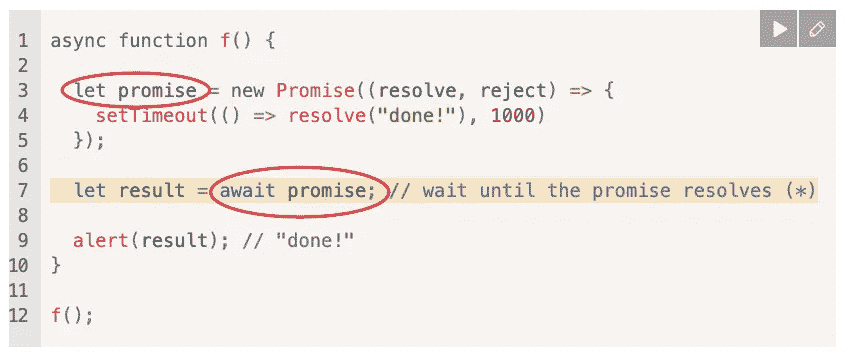 1 async function f() {
2
3 let promise = new Promise((resolve, reject) => {
4 setTimeout(() => resolve("done!"), 1000)
5 });
6
7 let result = await promise; // wait until the promise resolves (*)
8
9 alert(result); // "done!"
10 }
11
12 f();